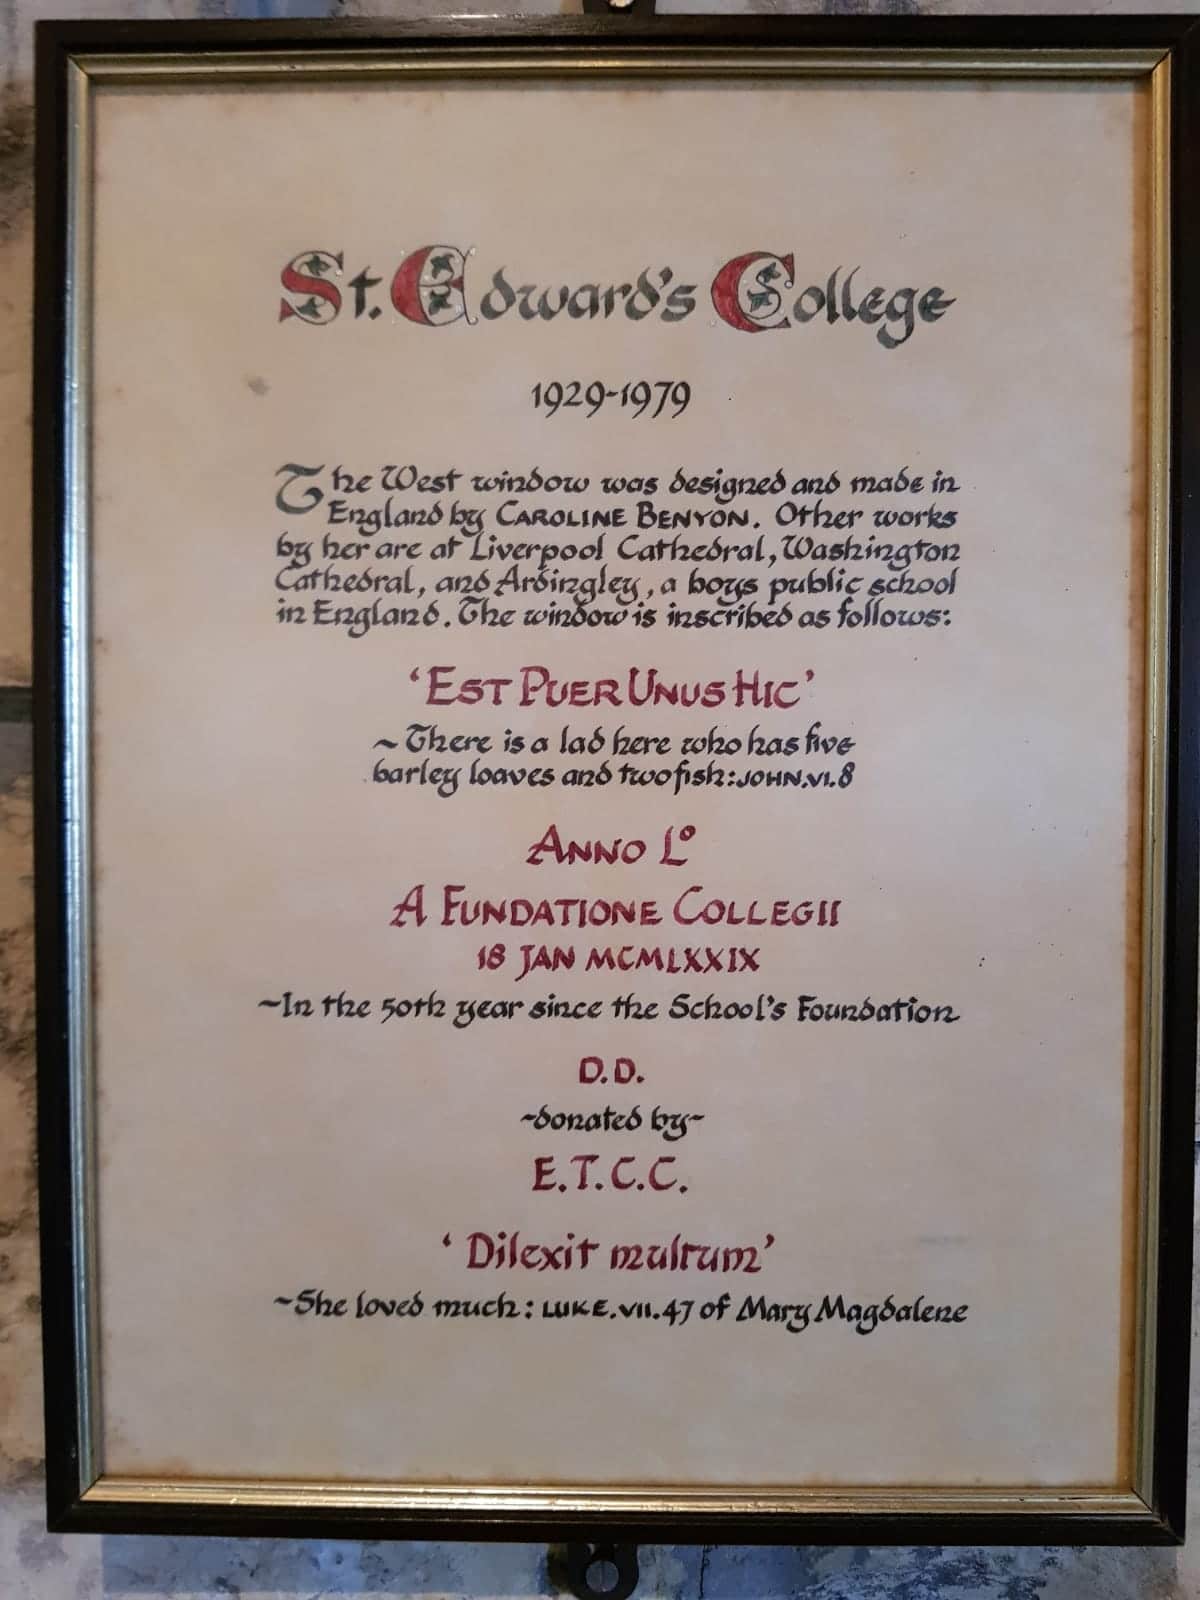 St. Edward's College
1929-1979
The West window was designed and made in
England by CAROLINE BENYON. Other works
by her are at Liverpool Cathedral, Washington
Cathedral, and Ardingley, a boys public school
in England. The window is inscribed as follows:
'EST PUER UNUS HIC'
~There is a lad here who has five
barley loaves and two fish: JOHN.VI.8
ANNO Lº
A FUNDATIONE COLLEGII
18 JAN MCMLXXIX
~In the 50th year since the School's Foundation
D.D.
~donated by~
E.T.C.C.
'Dilexit multum'
~She loved much: LUKE.VII.47 of Mary Magdalene